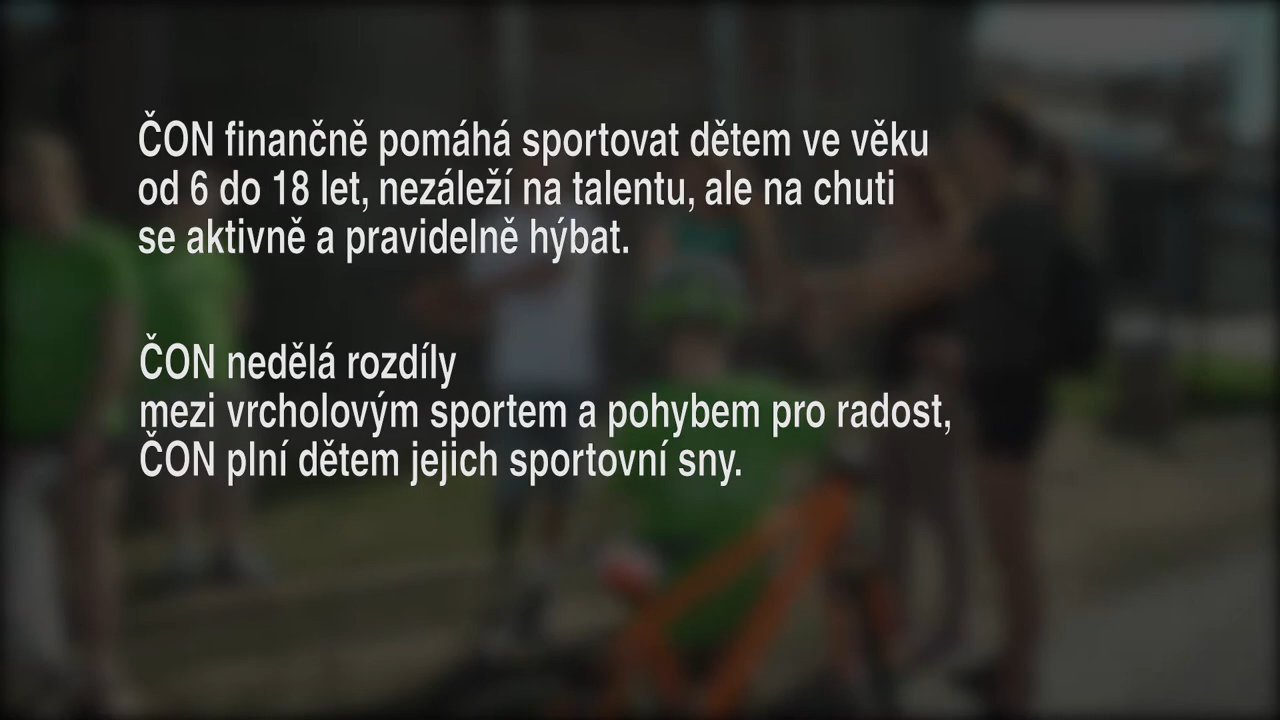 ČON finančně pomáhá sportovat dětem ve věku
od 6 do 18 let, nezáleží na talentu, ale na chuti
se aktivně a pravidelně hýbat.
ČON nedělá rozdíly
mezi vrcholovým sportem a pohybem pro radost,
ČON plní dětem jejich sportovní sny.